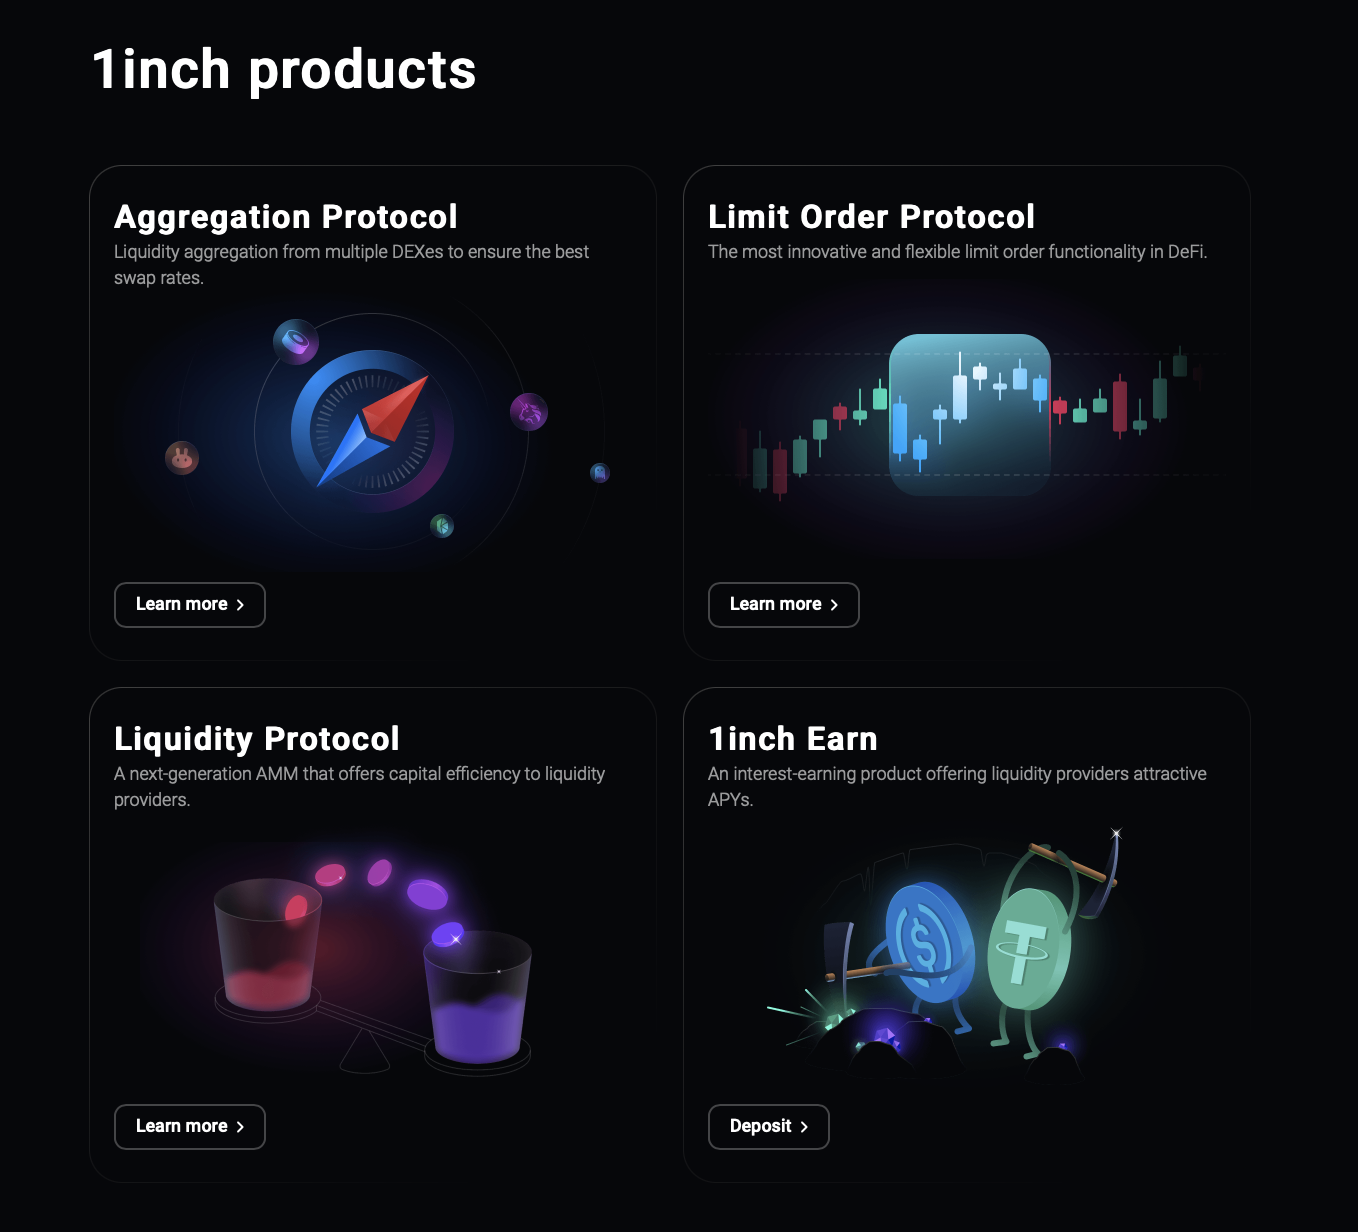 1inch products
Aggregation Protocol
Liquidity aggregation from multiple DEXes to ensure the best
swap rates.
Learn more
Limit Order Protocol
The most innovative and flexible limit order functionality in DeFi.
Learn more
Liquidity Protocol
A next-generation AMM that offers capital efficiency to liquidity
providers.
Learn more
1inch Earn
An interest-earning product offering liquidity providers attractive
APYs.
Deposit